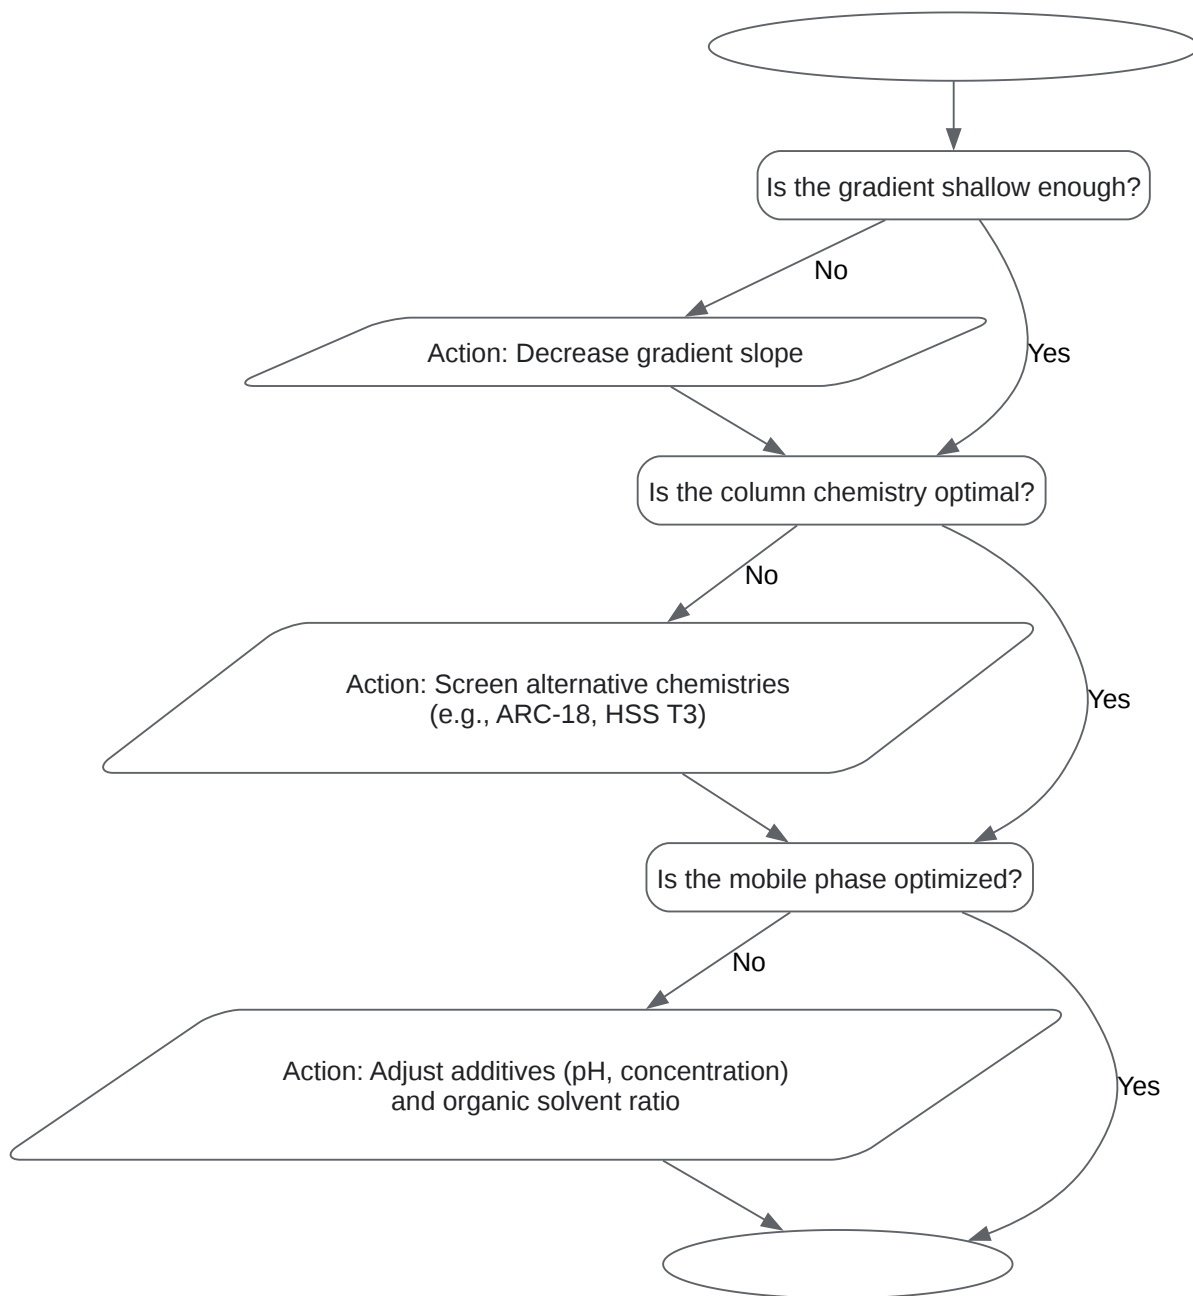 Is the gradient shallow enough?
No
Action: Decrease gradient slope
Yes
Is the column chemistry optimal?
No
Action: Screen alternative chemistries
(e.g., ARC-18, HSS T3)
Yes
Is the mobile phase optimized?
No
Action: Adjust additives (pH, concentration)
and organic solvent ratio
Yes